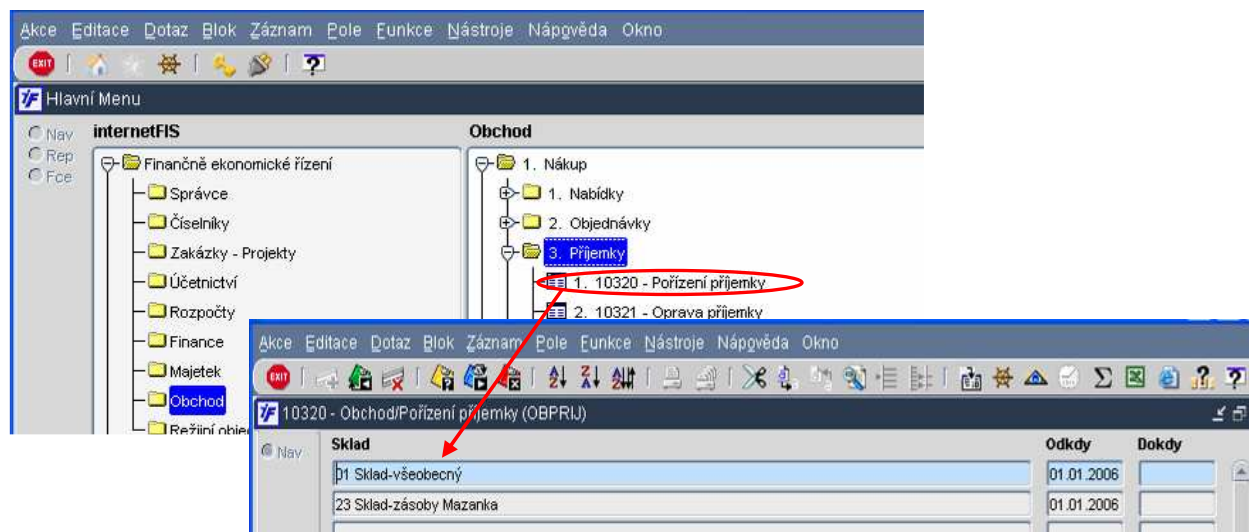 Akce Editace Dotaz Blok Záznam Pole Funkce Nástroje Nápověda Okno
EXIT
Hlavní Menu
Nav
Rep
Fce
internetFIS
Finančně ekonomické řízení
Správce
Číselníky
Zakázky - Projekty
Účetnictví
Rozpočty
Finance
Majetek
Obchod
Režijní obje
Obchod
1. Nákup
1. Nabídky
2. Objednávky
3. Příjemky
1. 10320 - Pořízení příjemky
2. 10321 - Oprava příjemky
Akce Editace Dotaz Blok Záznam Pole Funkce Nástroje Nápověda Okno
EXIT
10320 - Obchod/Pořízení příjemky (OBPRIJ)
Nav
Sklad Odkdy Dokdy
01 Sklad-všeobecný 01.01.2006
23 Sklad-zásoby Mazanka 01.01.2006